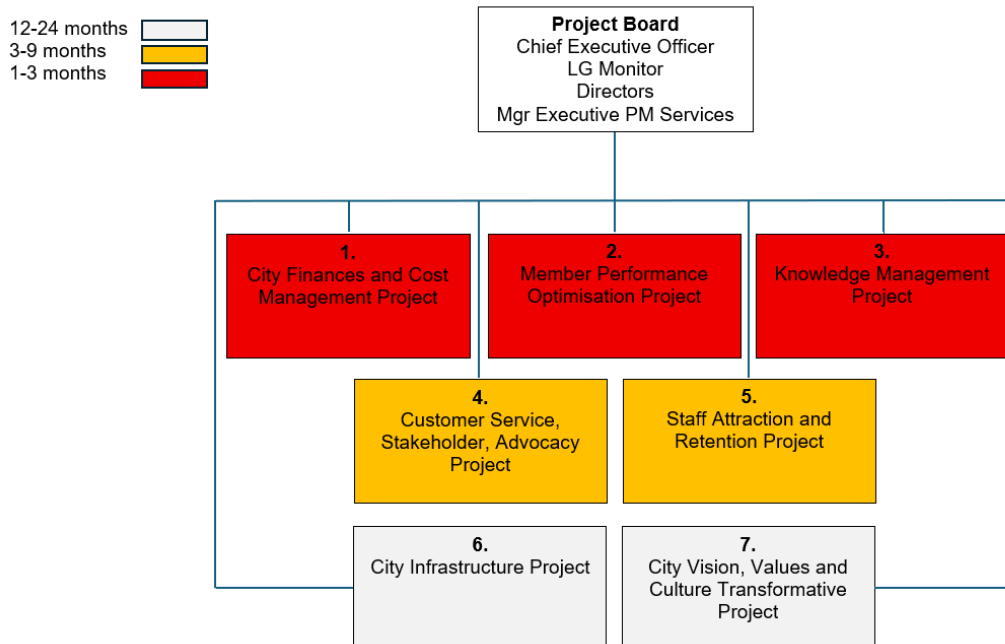 12-24 months
3-9 months
1-3 months
Project Board
Chief Executive Officer
LG Monitor
Directors
Mgr Executive PM Services
1.
City Finances and Cost
Management Project
2.
Member Performance
Optimisation Project
3.
Knowledge Management
Project
4.
Customer Service,
Stakeholder, Advocacy
Project
5.
Staff Attraction and
Retention Project
6.
City Infrastructure Project
7.
City Vision, Values and
Culture Transformative
Project